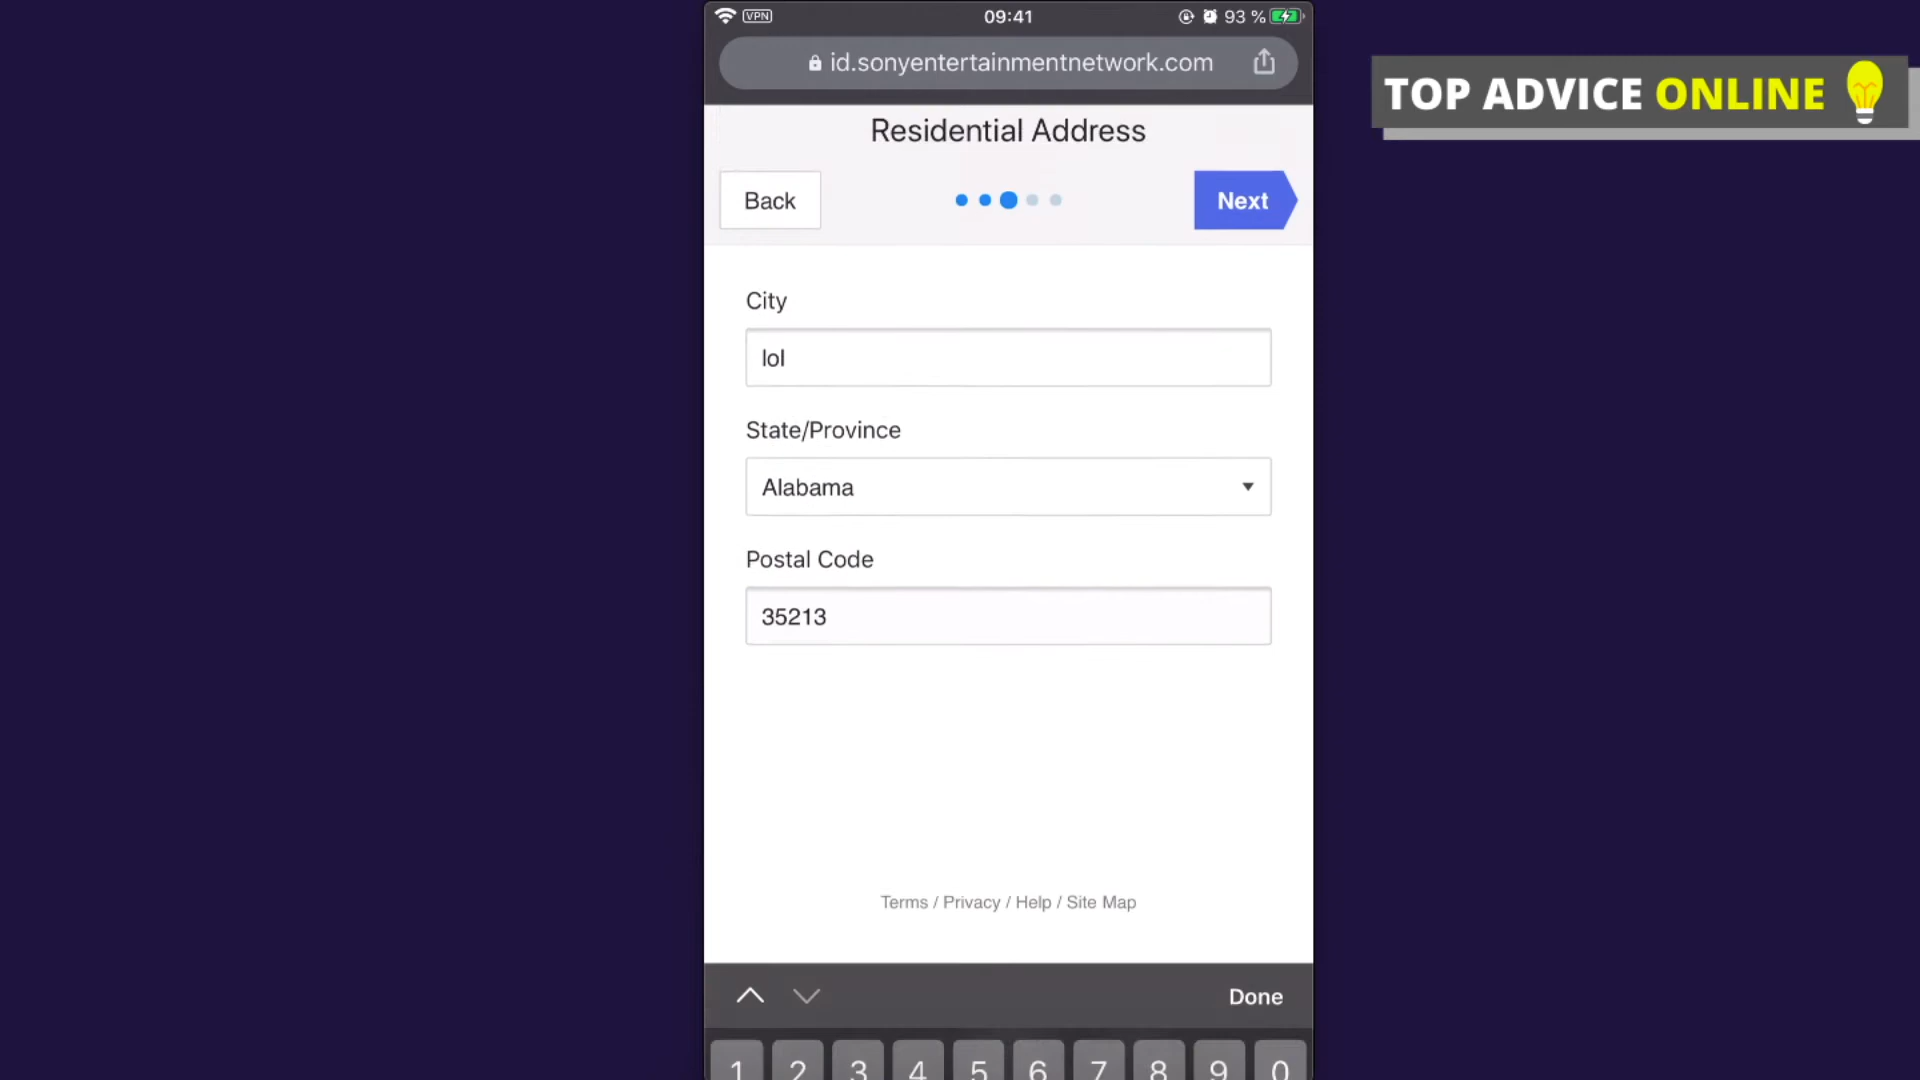 VPN 09:41 93 %
id.sonyentertainmentnetwork.com
TOP ADVICE ONLINE
Residential Address
Back
Next
City
lol
State/Province
Alabama
Postal Code
35213
Terms / Privacy / Help / Site Map
Done
1 2 3 4 5 6 7 8 9 0